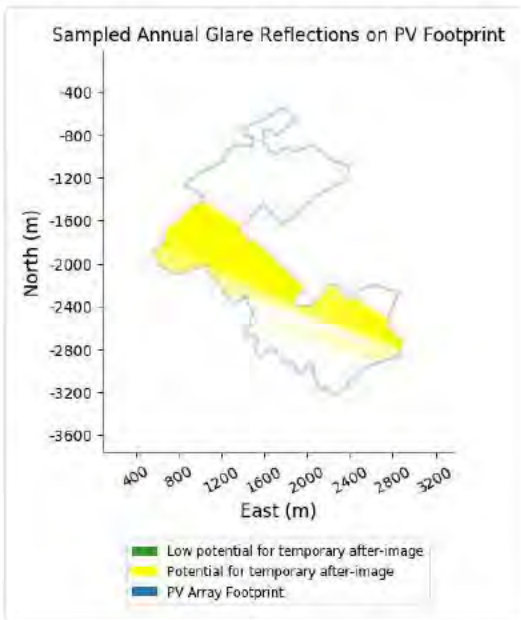 Sampled Annual Glare Reflections on PV Footprint
-400
-800
-1200
-1600
-2000
-2400
-2800
-3200
-3600
North (m)
400 800 1200 1600 2000 2400 2800 3200
East (m)
Low potential for temporary after-image
Potential for temporary after-image
PV Array Footprint